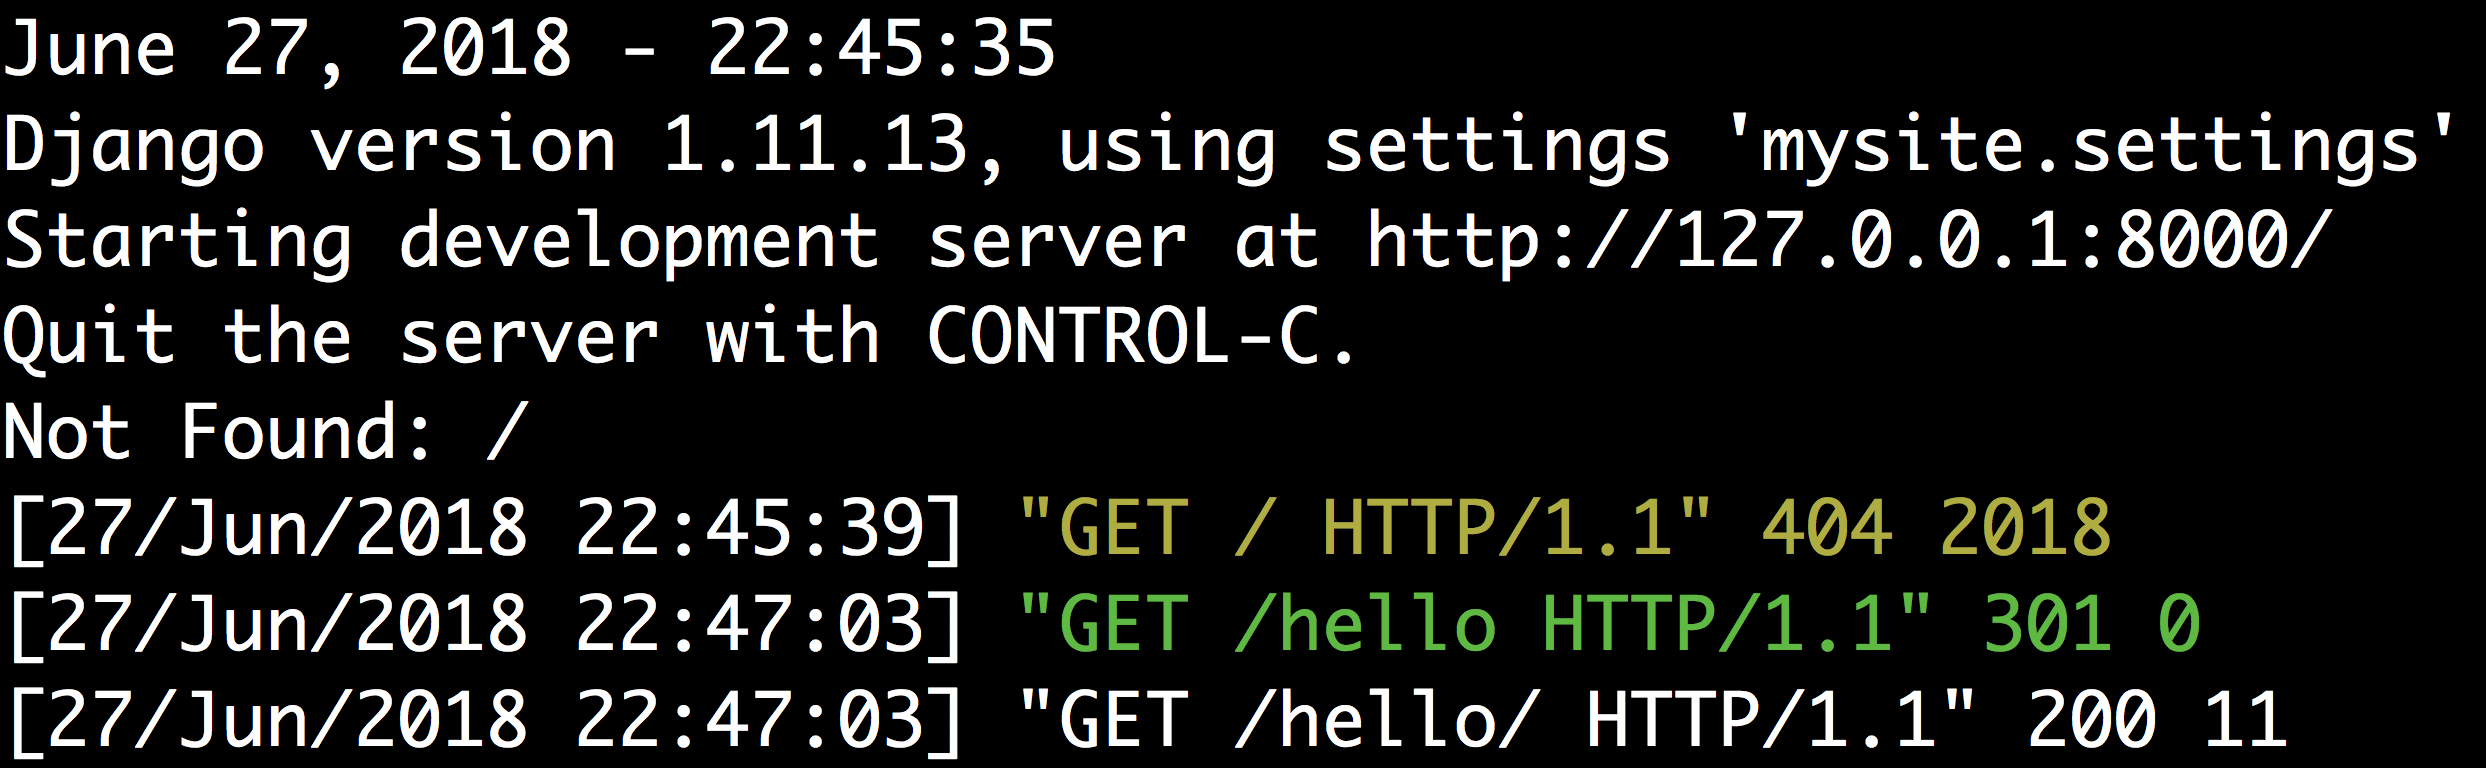 June 27, 2018 - 22:45:35
Django version 1.11.13, using settings 'mysite.settings'
Starting development server at http://127.0.0.1:8000/
Quit the server with CONTROL-C.
Not Found: /
[27/Jun/2018 22:45:39] "GET / HTTP/1.1" 404 2018
[27/Jun/2018 22:47:03] "GET /hello HTTP/1.1" 301 0
[27/Jun/2018 22:47:03] "GET /hello/ HTTP/1.1" 200 11